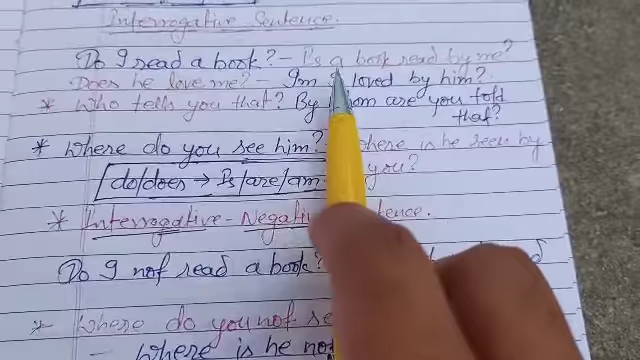 Interrogative Sentence.
Do I read a book? - Is a book read by me?
Does he love me? - Im I loved by him?
* Who tells you that? By whom are you told
that?
* Where do you see him? - Where is he seen by
you?
do/does → Is/are/am
* Interrogative - Negative Sentence.
Do I not read a book?
* Where do you not
- Where is he not